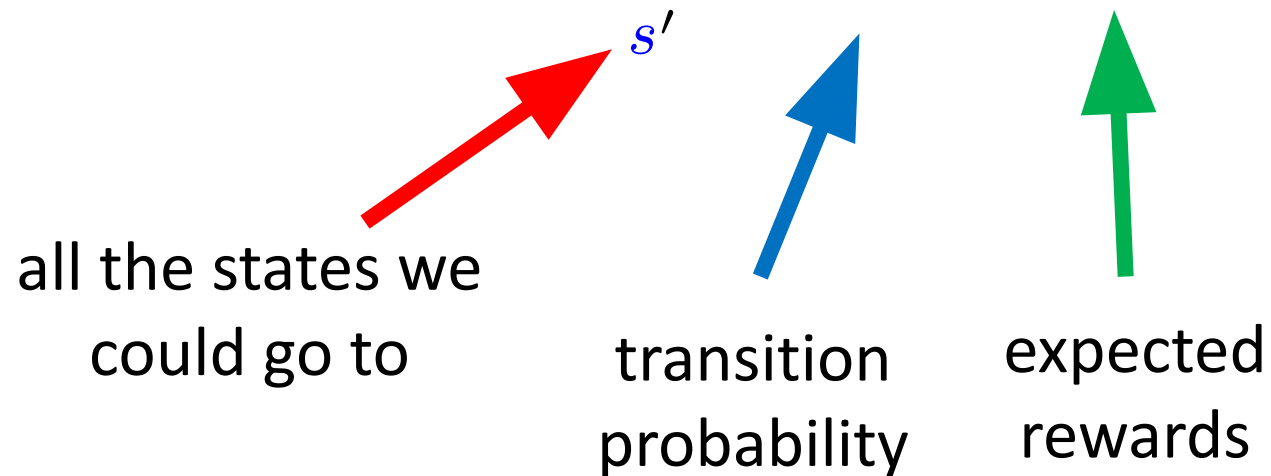 s′
all the states we
could go to
transition
probability
expected
rewards